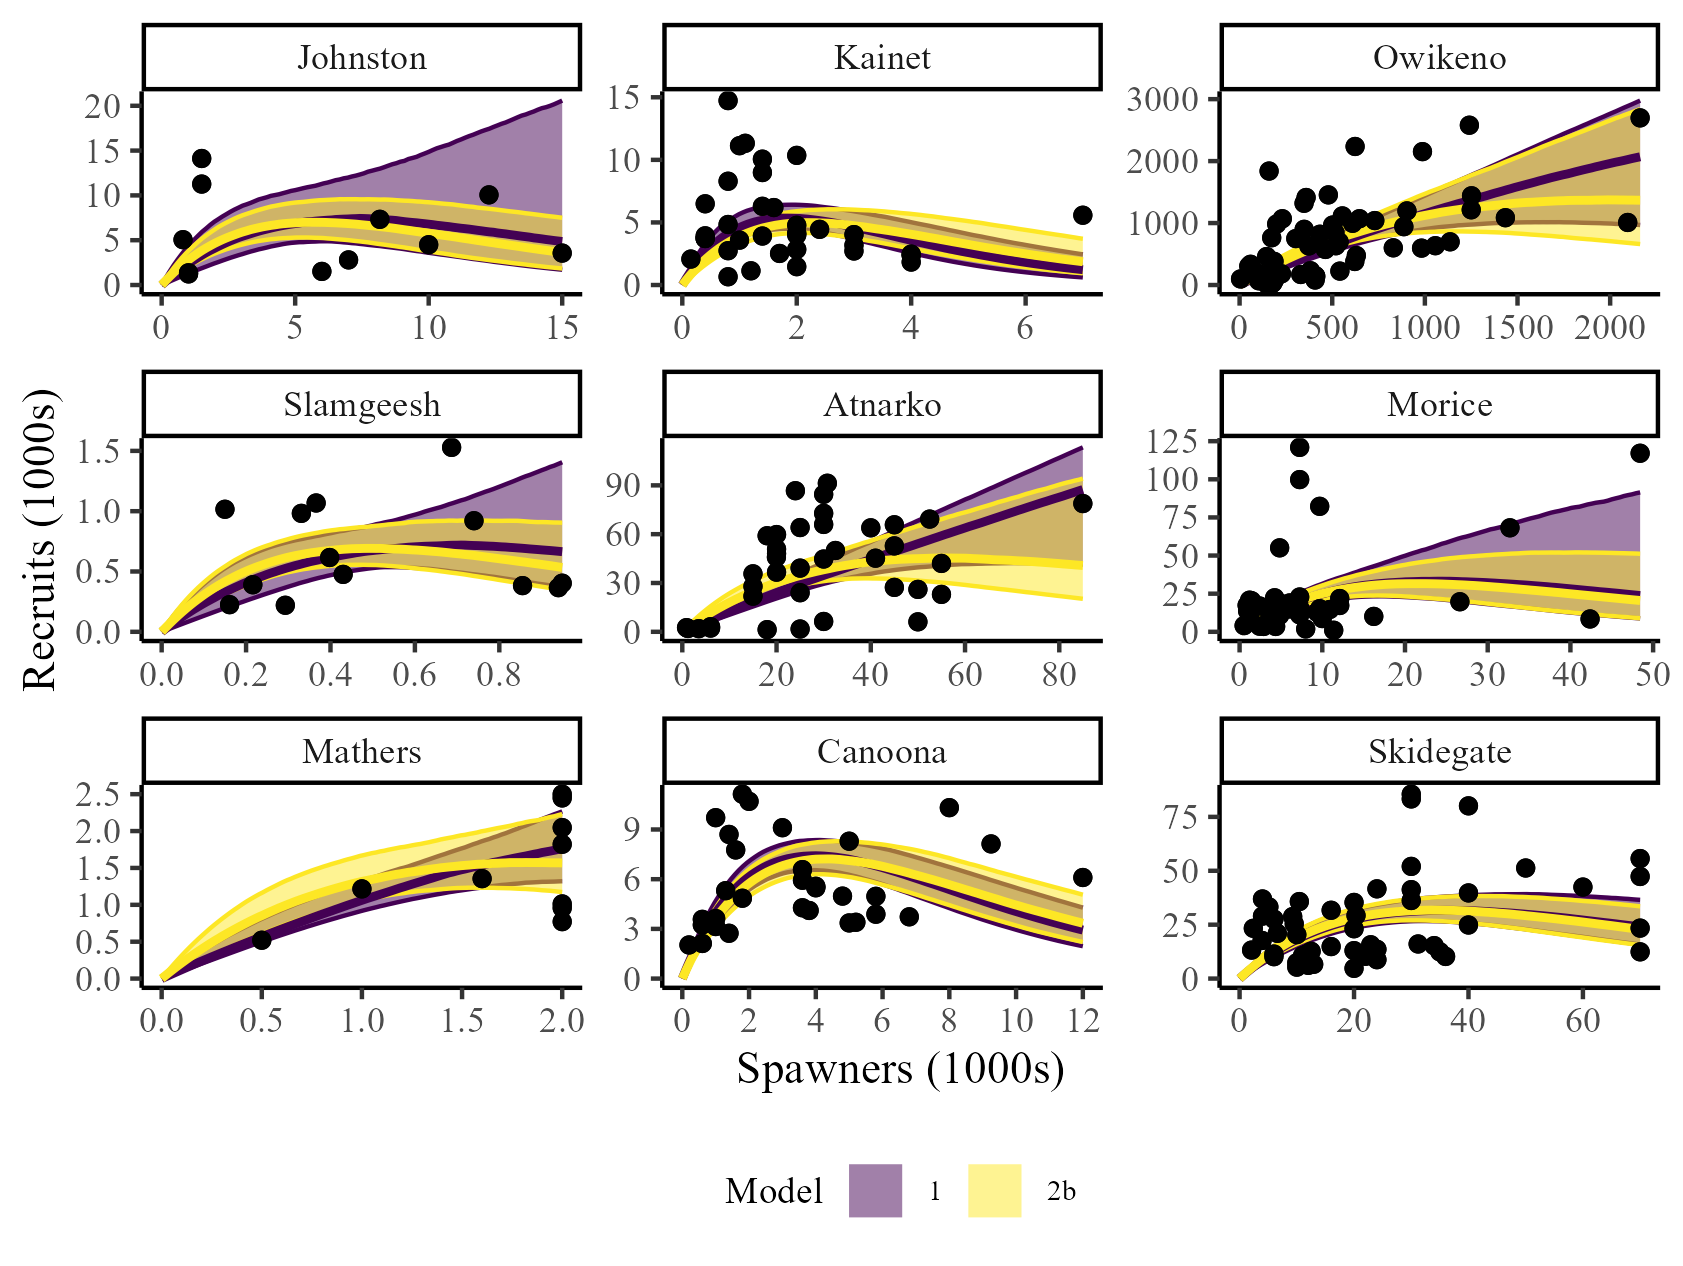 Johnston Kainet Owikeno
20 15 10 5 0
15 10 5 0
3000 2000 1000 0
0 5 10 15
0 2 4 6
0 500 1000 1500 2000
Slamgeesh Atnarko Morice
1.5 1.0 0.5 0.0
90 60 30 0
125 100 75 50 25 0
0.0 0.2 0.4 0.6 0.8
0 20 40 60 80
0 10 20 30 40 50
Mathers Canoona Skidegate
2.5 2.0 1.5 1.0 0.5 0.0
9 6 3 0
75 50 25 0
0.0 0.5 1.0 1.5 2.0
0 2 4 6 8 10 12
0 20 40 60
Recruits (1000s)
Spawners (1000s)
Model 1 2b